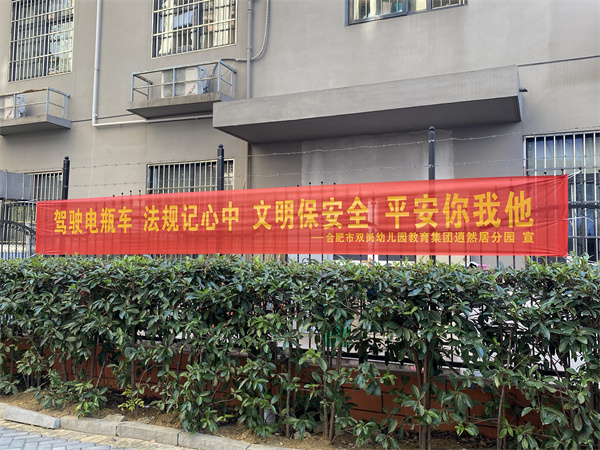 驾驶电瓶车 法规记心中 文明保安全 平安你我他
——合肥市双岗幼儿园教育集团逍然居分园 宣